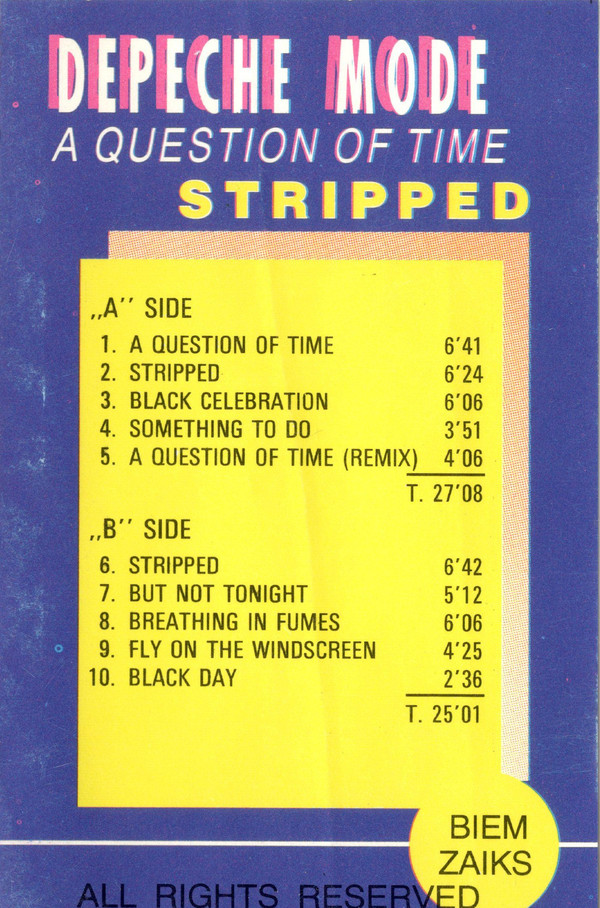 DEPECHE MODE
A QUESTION OF TIME
STRIPPED
„A’’ SIDE
1. A QUESTION OF TIME 6’41
2. STRIPPED 6’24
3. BLACK CELEBRATION 6’06
4. SOMETHING TO DO 3’51
5. A QUESTION OF TIME (REMIX) 4’06
T. 27’08
„B’’ SIDE
6. STRIPPED 6’42
7. BUT NOT TONIGHT 5’12
8. BREATHING IN FUMES 6’06
9. FLY ON THE WINDSCREEN 4’25
10. BLACK DAY 2’36
T. 25’01
BIEM
ZAIKS
ALL RIGHTS RESERVED